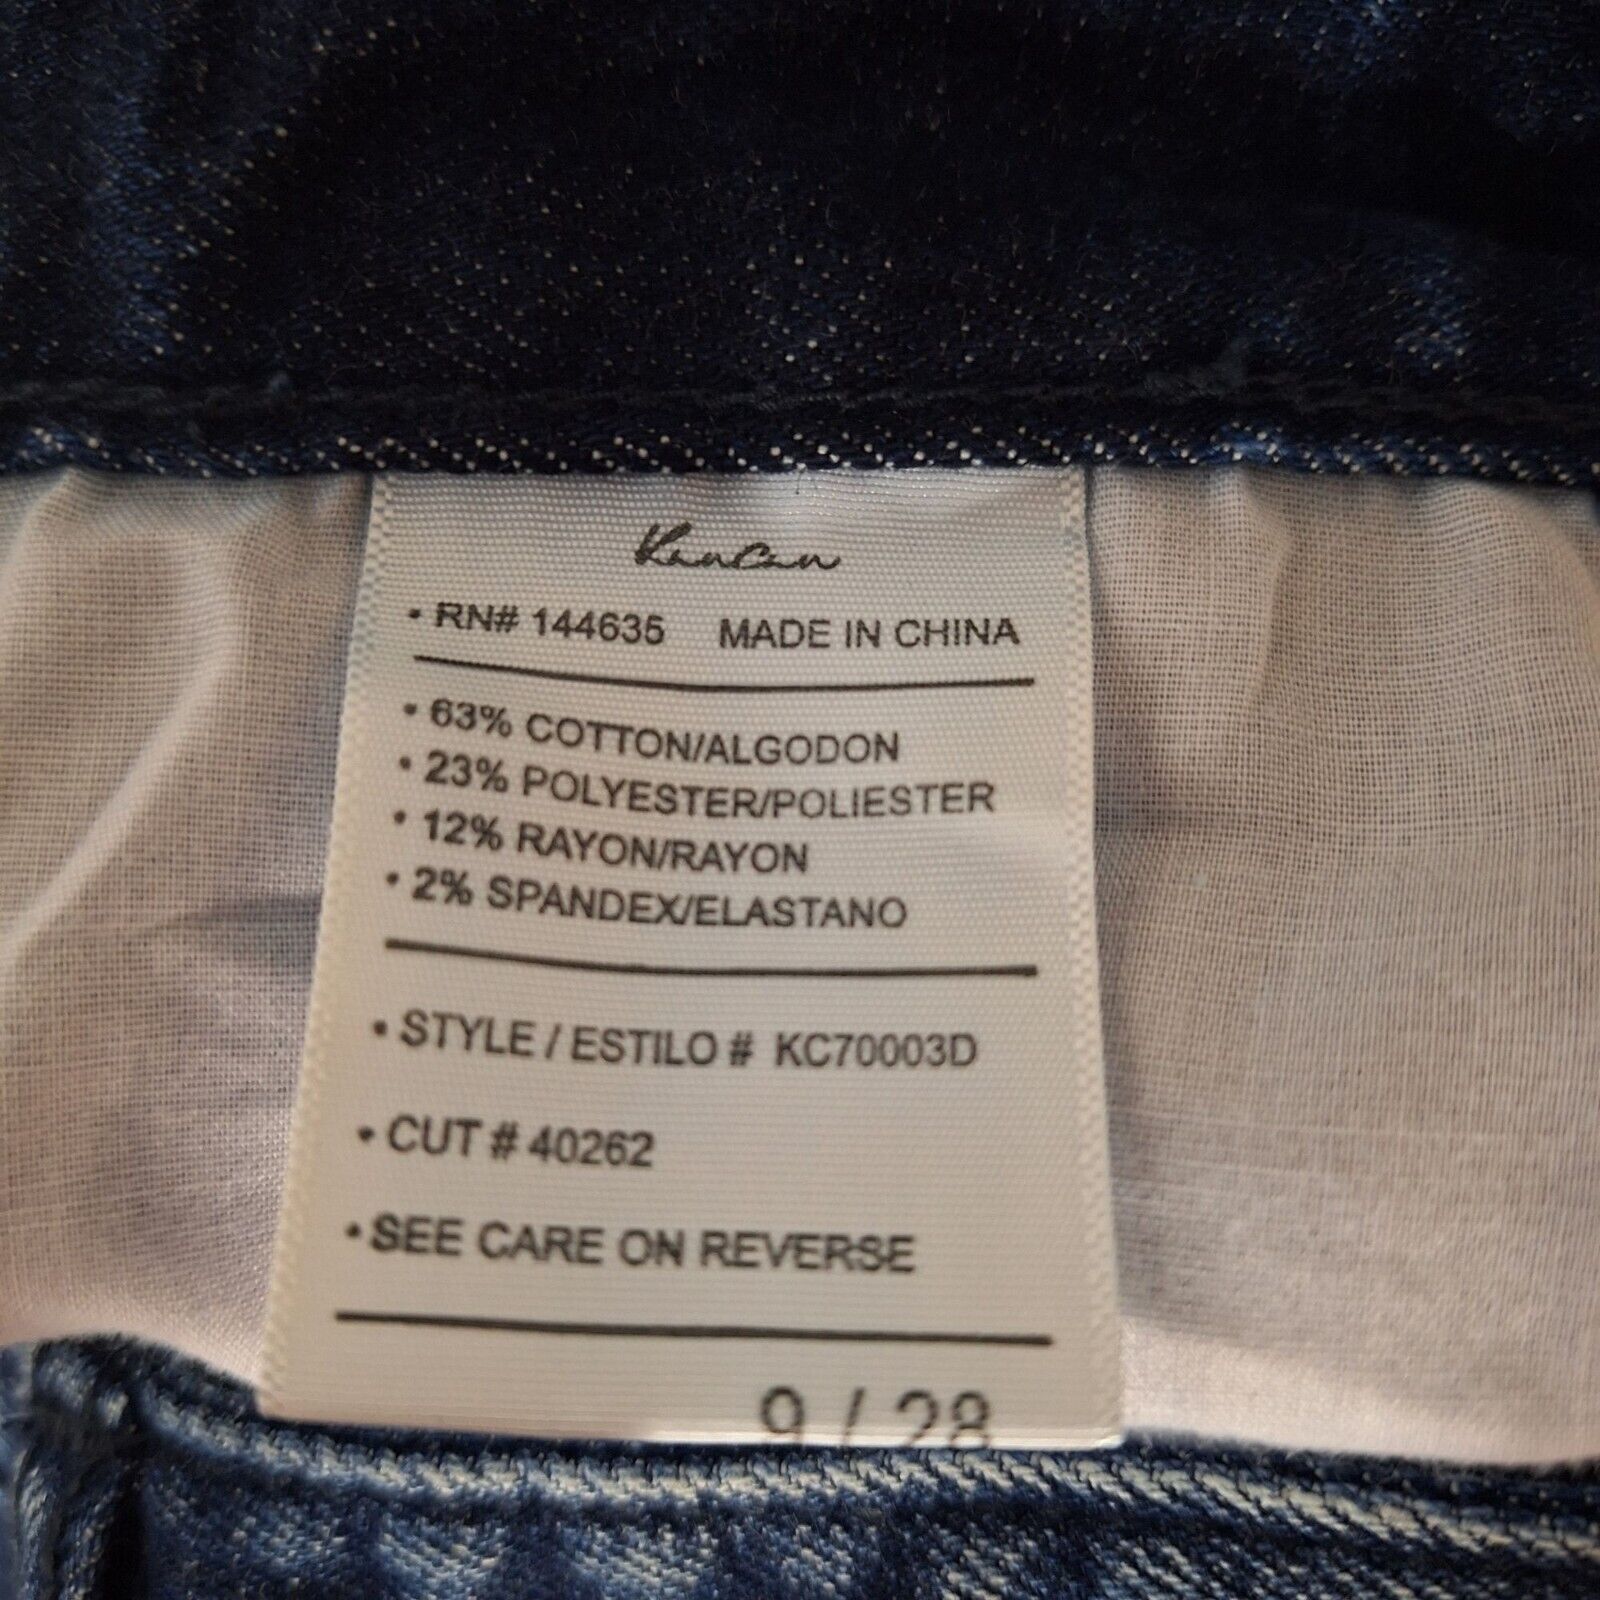 KanCan
• RN# 144635 MADE IN CHINA
• 63% COTTON/ALGODON
• 23% POLYESTER/POLIESTER
• 12% RAYON/RAYON
• 2% SPANDEX/ELASTANO
• STYLE / ESTILO # KC70003D
• CUT # 40262
• SEE CARE ON REVERSE
9 / 28